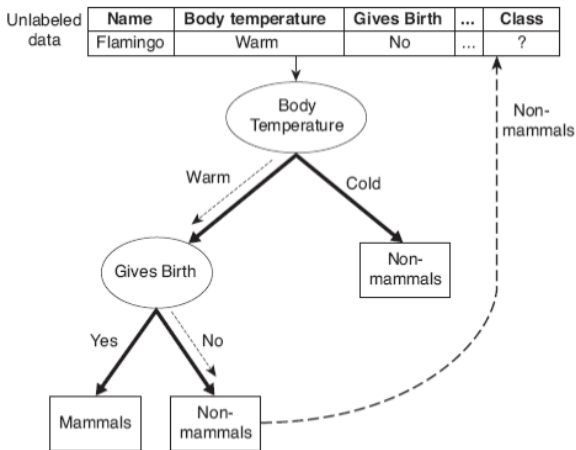 Unlabeled
data
Name Body temperature Gives Birth ... Class
Flamingo Warm No ... ?
Body
Temperature
Non-
mammals
Warm
Cold
Gives Birth
Non-
mammals
Yes
No
Mammals
Non-
mammals